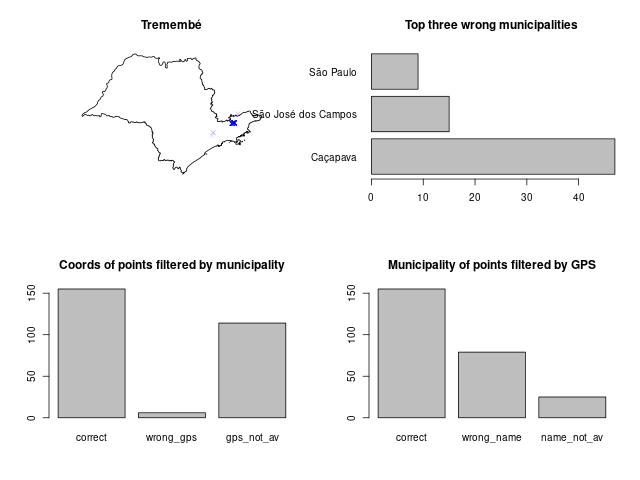 Tremembé
Top three wrong municipalities
São Paulo
São José dos Campos
Caçapava
0 10 20 30 40
Coords of points filtered by municipality
150
100
50
0
correct wrong_gps gps_not_av
Municipality of points filtered by GPS
150
100
50
0
correct wrong_name name_not_av